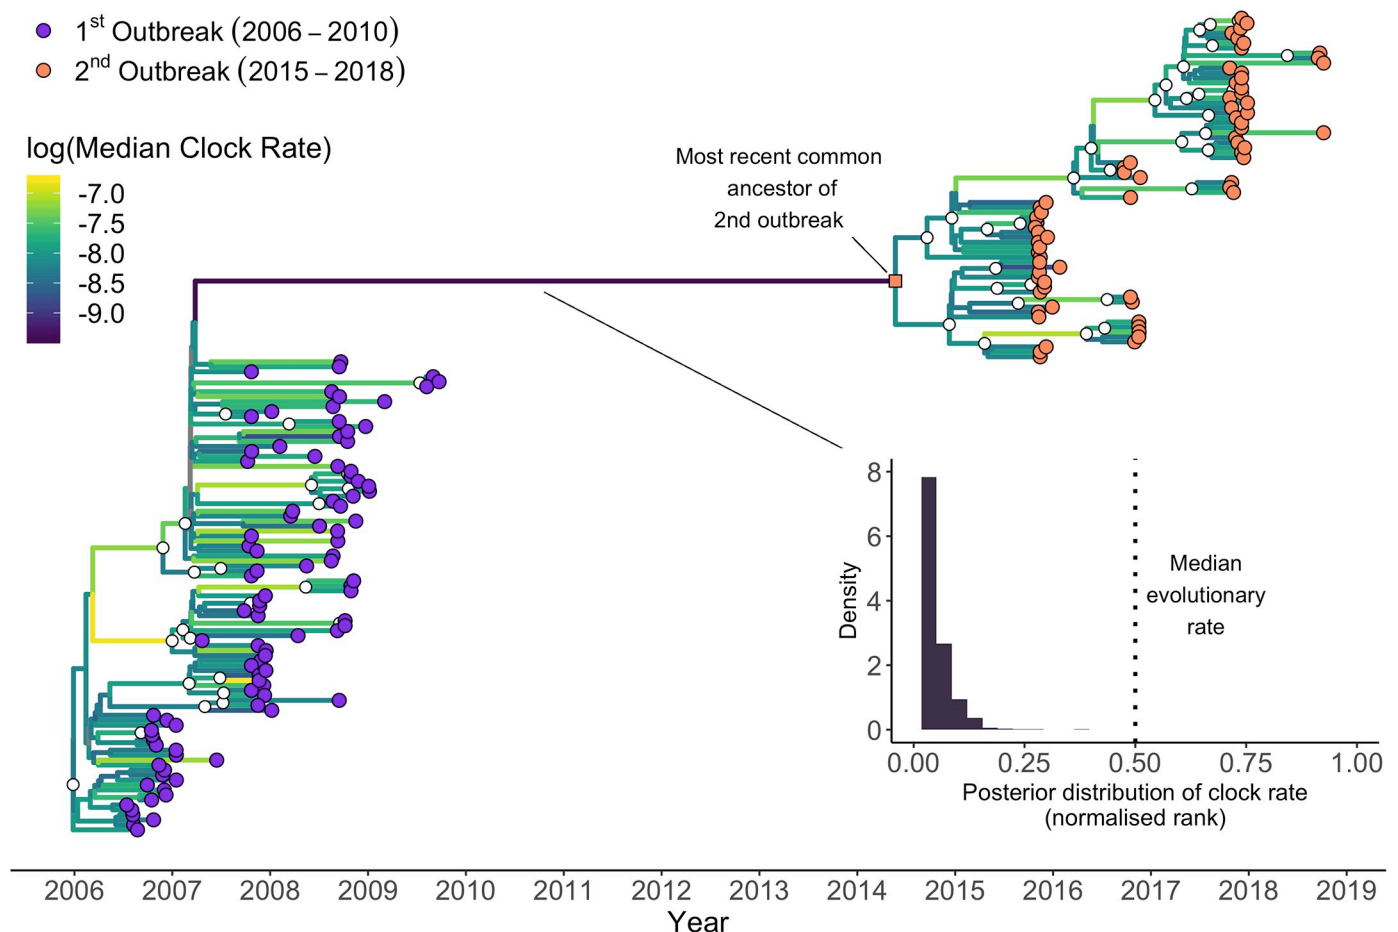 1st Outbreak (2006 – 2010)
2nd Outbreak (2015 – 2018)
log(Median Clock Rate)
-7.0
-7.5
-8.0
-8.5
-9.0
Most recent common
ancestor of
2nd outbreak
Density
8
6
4
2
0
Median
evolutionary
rate
0.00 0.25 0.50 0.75 1.00
Posterior distribution of clock rate
(normalised rank)
2006 2007 2008 2009 2010 2011 2012 2013 2014 2015 2016 2017 2018 2019
Year